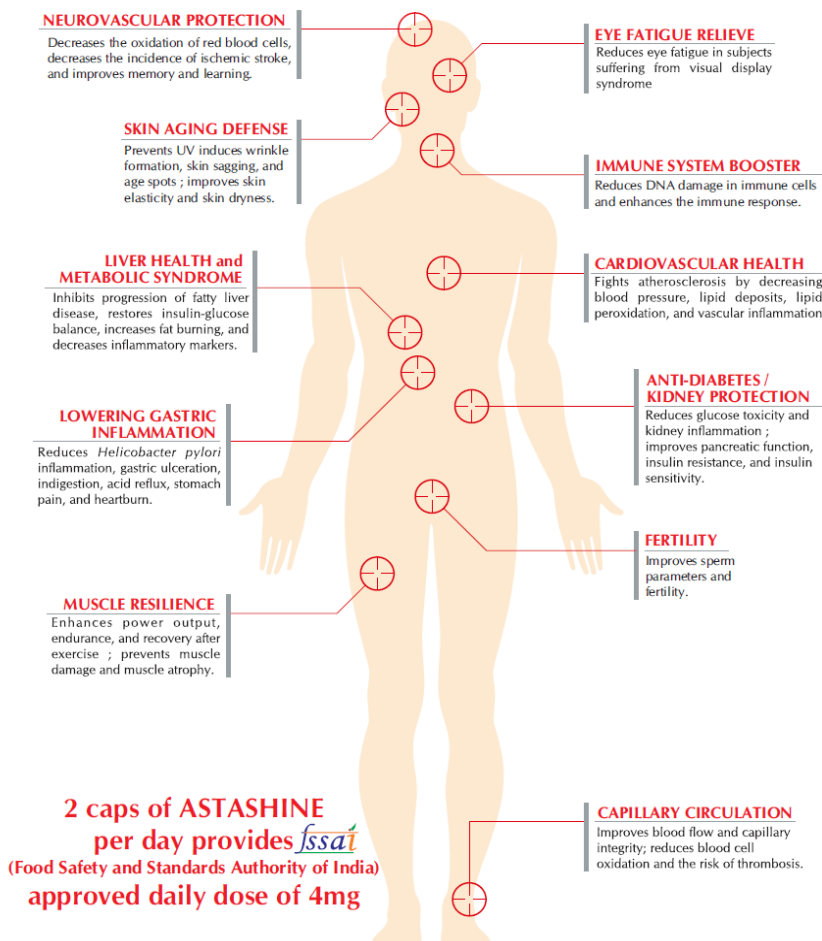 NEUROVASCULAR PROTECTION
Decreases the oxidation of red blood cells,
decreases the incidence of ischemic stroke,
and improves memory and learning.
EYE FATIGUE RELIEVE
Reduces eye fatigue in subjects
suffering from visual display
syndrome
SKIN AGING DEFENSE
Prevents UV induces wrinkle
formation, skin sagging, and
age spots ; improves skin
elasticity and skin dryness.
IMMUNE SYSTEM BOOSTER
Reduces DNA damage in immune cells
and enhances the immune response.
LIVER HEALTH and
METABOLIC SYNDROME
Inhibits progression of fatty liver
disease, restores insulin-glucose
balance, increases fat burning, and
decreases inflammatory markers.
CARDIOVASCULAR HEALTH
Fights atherosclerosis by decreasing
blood pressure, lipid deposits, lipid
peroxidation, and vascular inflammation
LOWERING GASTRIC
INFLAMMATION
Reduces Helicobacter pylori
inflammation, gastric ulceration,
indigestion, acid reflux, stomach
pain, and heartburn.
ANTI-DIABETES /
KIDNEY PROTECTION
Reduces glucose toxicity and
kidney inflammation ;
improves pancreatic function,
insulin resistance, and insulin
sensitivity.
FERTILITY
Improves sperm
parameters and
fertility.
MUSCLE RESILIENCE
Enhances power output,
endurance, and recovery after
exercise ; prevents muscle
damage and muscle atrophy.
2 caps of ASTASHINE
per day provides fssai
(Food Safety and Standards Authority of India)
approved daily dose of 4mg
CAPILLARY CIRCULATION
Improves blood flow and capillary
integrity; reduces blood cell
oxidation and the risk of thrombosis.